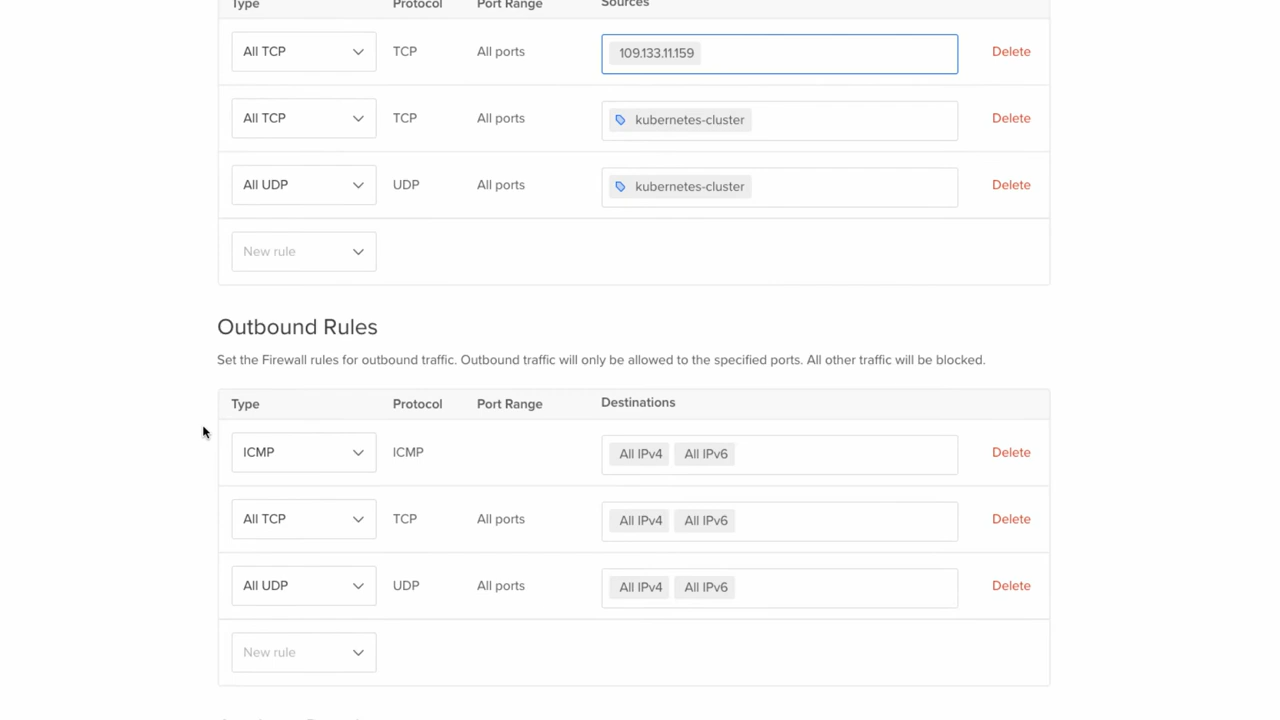 Type Protocol Port Range Sources
All TCP TCP All ports 109.133.11.159 Delete
All TCP TCP All ports kubernetes-cluster Delete
All UDP UDP All ports kubernetes-cluster Delete
New rule
Outbound Rules
Set the Firewall rules for outbound traffic. Outbound traffic will only be allowed to the specified ports. All other traffic will be blocked.
Type Protocol Port Range Destinations
ICMP ICMP All IPv4 All IPv6 Delete
All TCP TCP All ports All IPv4 All IPv6 Delete
All UDP UDP All ports All IPv4 All IPv6 Delete
New rule